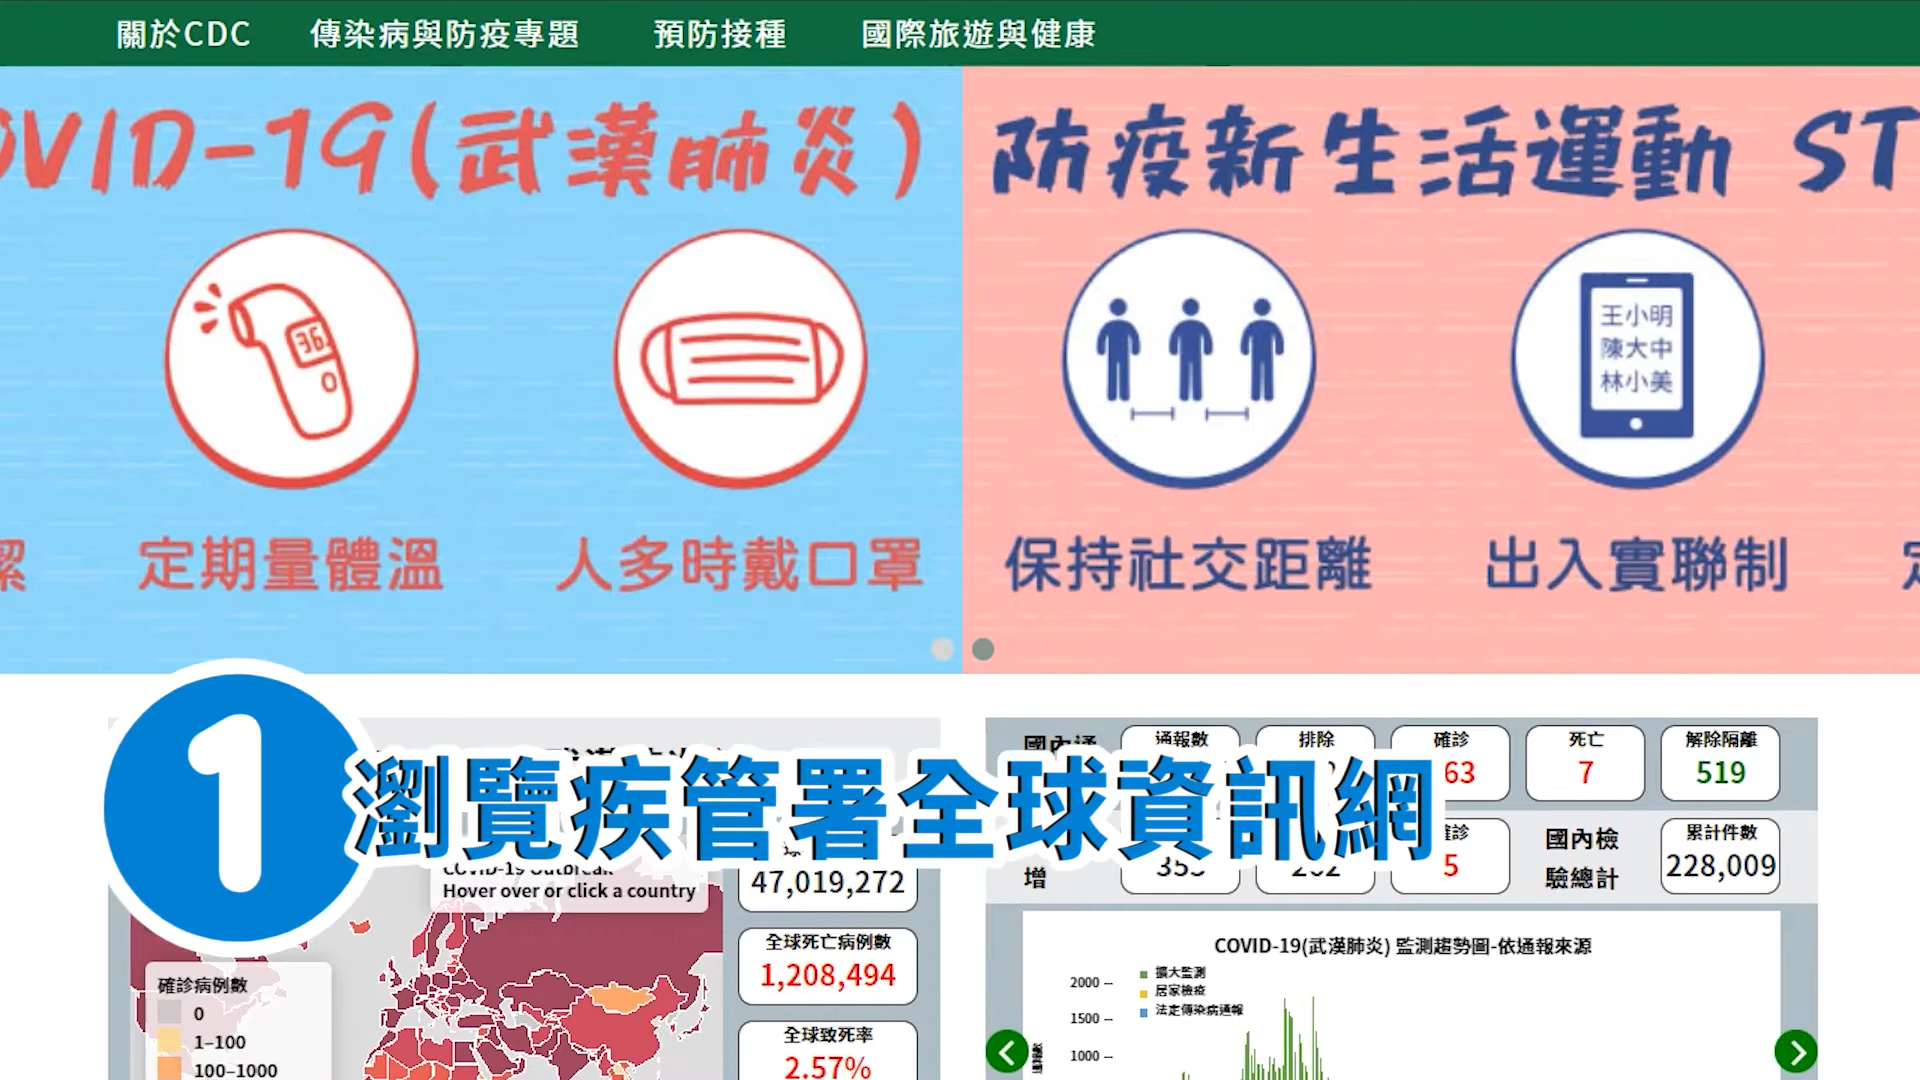 關於CDC 傳染病與防疫專題 預防接種 國際旅遊與健康
OVID-19(武漢肺炎)
防疫新生活運動 ST
36.
王小明
陳大中
林小美
潔 定期量體溫 人多時戴口罩
保持社交距離 出入實聯制 定
1 瀏覽疾管署全球資訊網
通報數
排除
確診
63
死亡
7
解除隔離
519
增
5
國內檢
驗總計
累計件數
228,009
COVID-19 Outbreak
Hover over or click a country
47,019,272
全球死亡病例數
1,208,494
全球致死率
2.57%
確診病例數
0
1–100
100–1000
COVID-19(武漢肺炎) 監測趨勢圖-依通報來源
擴大監測
居家檢疫
法定傳染病通報
2000
1500
1000